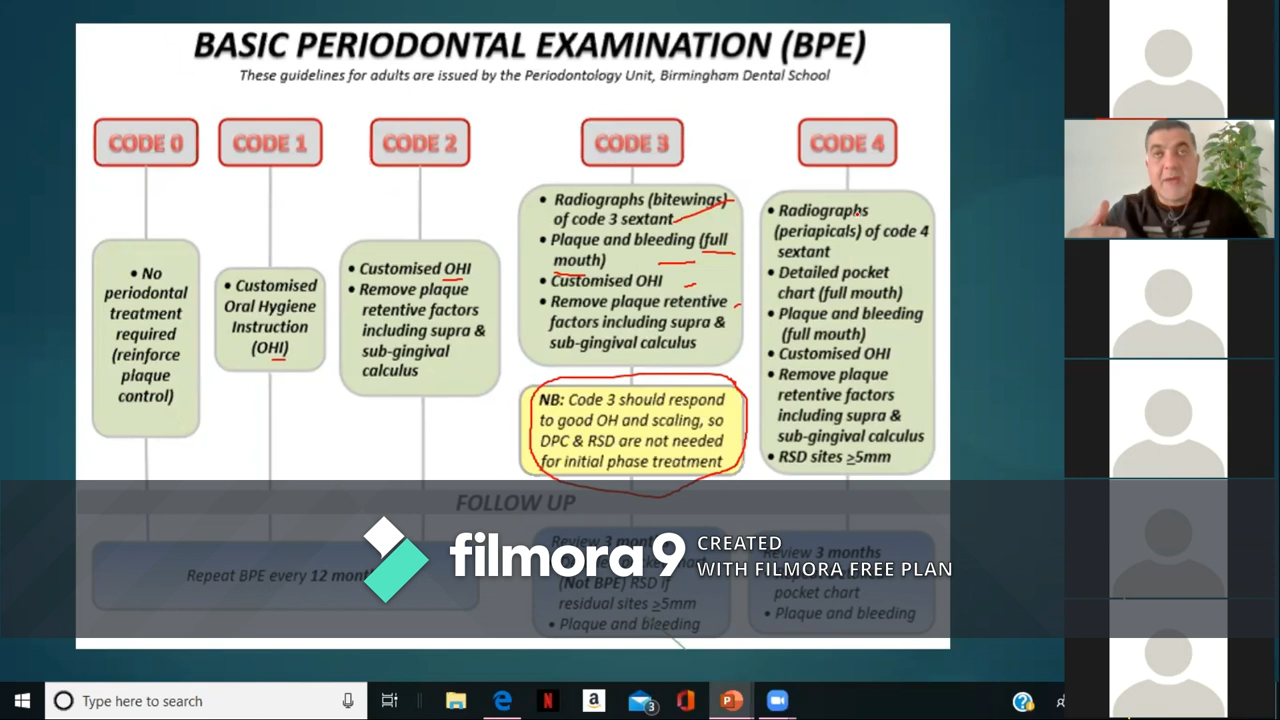 BASIC PERIODONTAL EXAMINATION (BPE)
These guidelines for adults are issued by the Periodontology Unit, Birmingham Dental School
CODE 0
CODE 1
CODE 2
CODE 3
CODE 4
• No
periodontal
treatment
required
(reinforce
plaque
control)
• Customised
Oral Hygiene
Instruction
(OHI)
• Customised OHI
• Remove plaque
retentive factors
including supra &
sub-gingival
calculus
• Radiographs (bitewings)
of code 3 sextant
• Plaque and bleeding (full
mouth)
• Customised OHI
• Remove plaque retentive
factors including supra &
sub-gingival calculus
NB: Code 3 should respond
to good OH and scaling, so
DPC & RSD are not needed
for initial phase treatment
• Radiographs
(periapicals) of code 4
sextant
• Detailed pocket
chart (full mouth)
• Plaque and bleeding
(full mouth)
• Customised OHI
• Remove plaque
retentive factors
including supra &
sub-gingival calculus
• RSD sites ≥5mm
FOLLOW UP
Repeat BPE every 12
Review 3
(Not BPE) RSD if
residual sites ≥5mm
• Plaque and bleeding
Review 3 months
pocket chart
• Plaque and bleeding
filmora9
CREATED
WITH FILMORA FREE PLAN
Type here to search
3